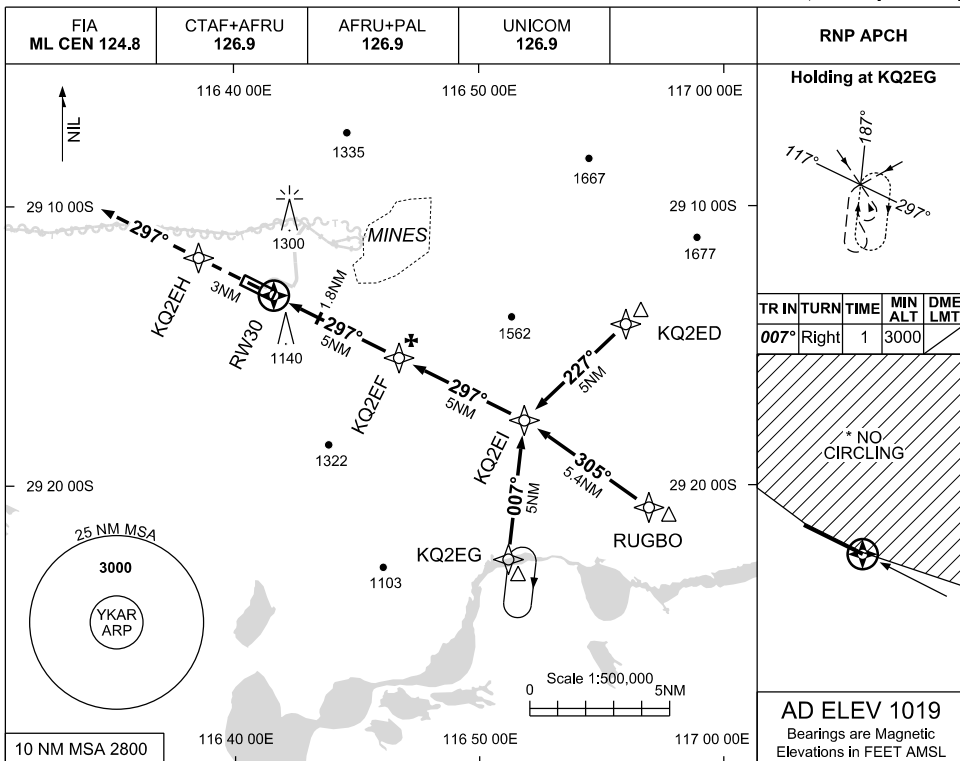 FIA
ML CEN 124.8
CTAF+AFRU
126.9
AFRU+PAL
126.9
UNICOM
126.9
RNP APCH
116 40 00E
116 50 00E
117 00 00E
NIL
1335
1667
29 10 00S
29 10 00S
297°
1300
MINES
1677
KQ2EH
3NM
RW30
1.8NM
297°
5NM
1140
1562
KQ2ED
227°
5NM
KQ2EF
297°
5NM
KQ2EI
1322
305°
5.4NM
29 20 00S
29 20 00S
007°
5NM
RUGBO
KQ2EG
1103
25 NM MSA
3000
YKAR
ARP
Scale 1:500,000
0
5NM
10 NM MSA 2800
116 40 00E
116 50 00E
117 00 00E
Holding at KQ2EG
187°
117°
297°
TR IN TURN TIME MIN ALT DME LMT
007° Right 1 3000
* NO
CIRCLING
AD ELEV 1019
Bearings are Magnetic
Elevations in FEET AMSL